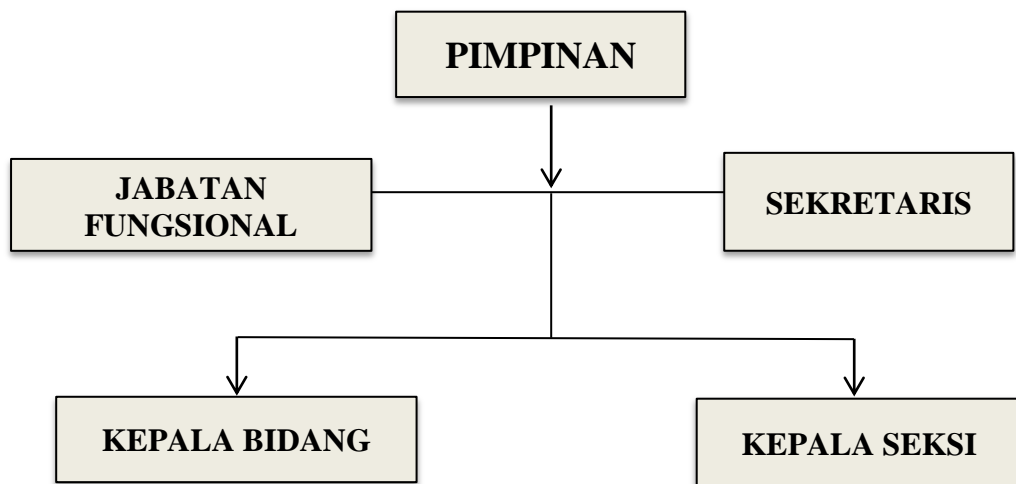 PIMPINAN
JABATAN
FUNGSIONAL
SEKRETARIS
KEPALA BIDANG
KEPALA SEKSI